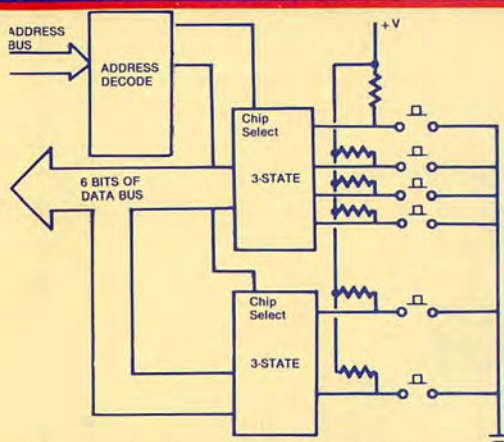 ADDRESS
BUS
ADDRESS
DECODE
+V
Chip
Select
3-STATE
6 BITS OF
DATA BUS
Chip
Select
3-STATE